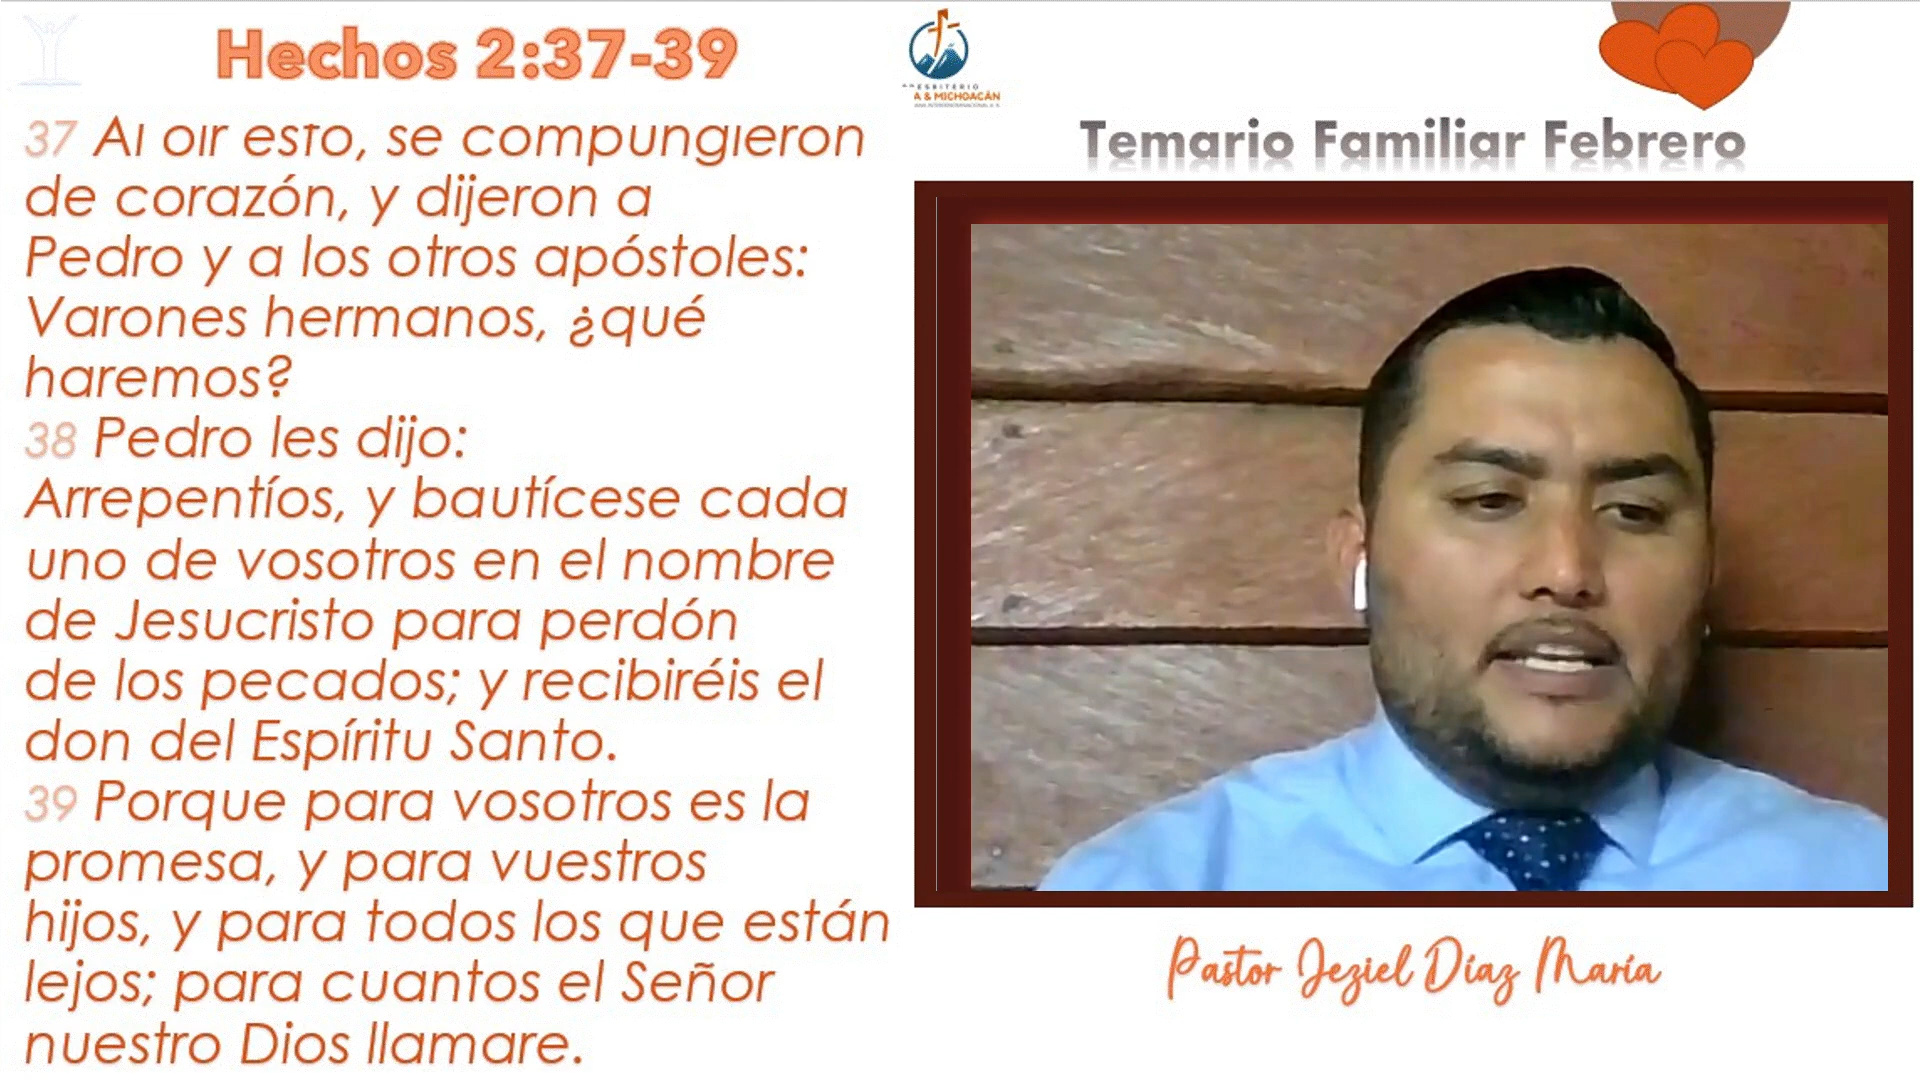 Hechos 2:37-39
37 Al oír esto, se compungieron
de corazón, y dijeron a
Pedro y a los otros apóstoles:
Varones hermanos, ¿qué
haremos?
38 Pedro les dijo:
Arrepentíos, y bautícese cada
uno de vosotros en el nombre
de Jesucristo para perdón
de los pecados; y recibiréis el
don del Espíritu Santo.
39 Porque para vosotros es la
promesa, y para vuestros
hijos, y para todos los que están
lejos; para cuantos el Señor
nuestro Dios llamare.
ESBITERIO
A & MICHOACÁN
Temario Familiar Febrero
Pastor Jeziel Díaz María